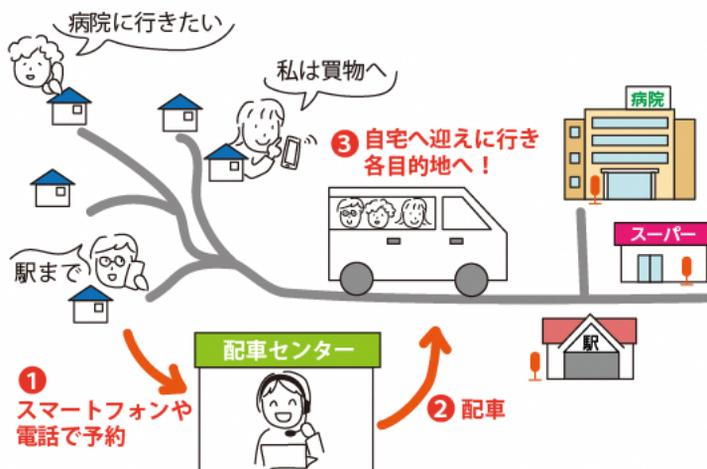 病院に行きたい
私は買物へ
病院
❸ 自宅へ迎えに行き
各目的地へ！
スーパー
駅まで
駅
配車センター
❶
スマートフォンや
電話で予約
❷ 配車